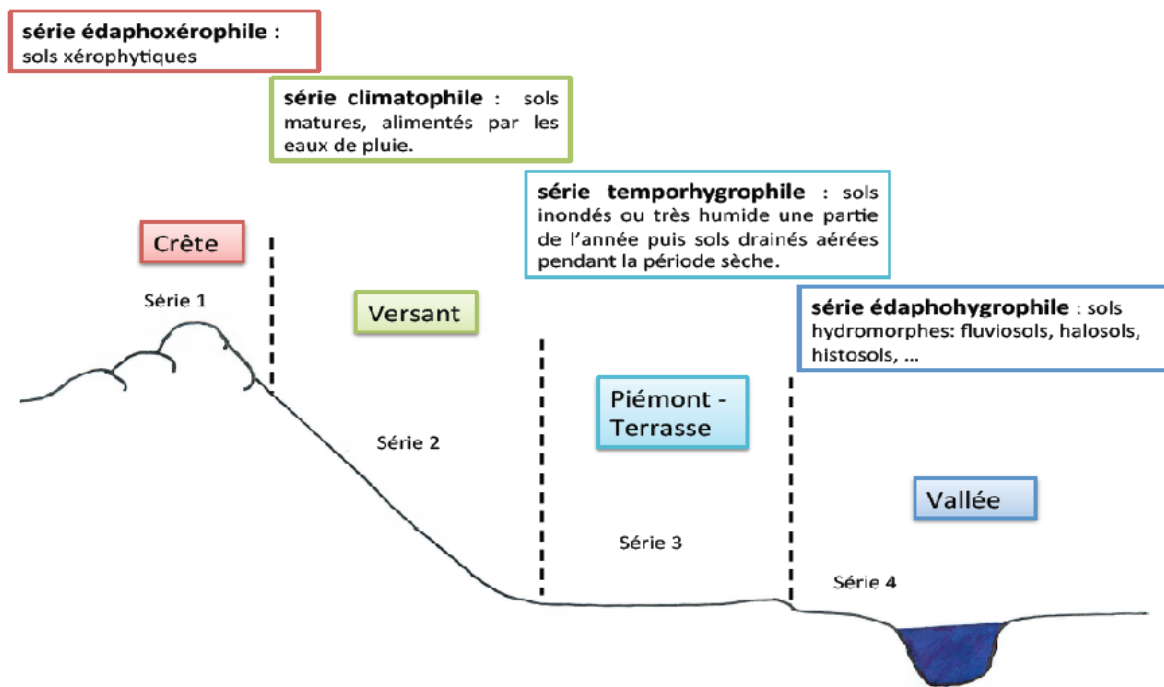 série édaphoxérophile :
sols xérophytiques
série climatophile : sols
matures, alimentés par les
eaux de pluie.
série temporhygrophile : sols
inondés ou très humide une partie
de l'année puis sols drainés aérées
pendant la période sèche.
Crête
Série 1
Versant
série édaphohygrophile : sols
hydromorphes: fluviosols, halosols,
histosols, ...
Piémont -
Terrasse
Série 2
Vallée
Série 3
Série 4